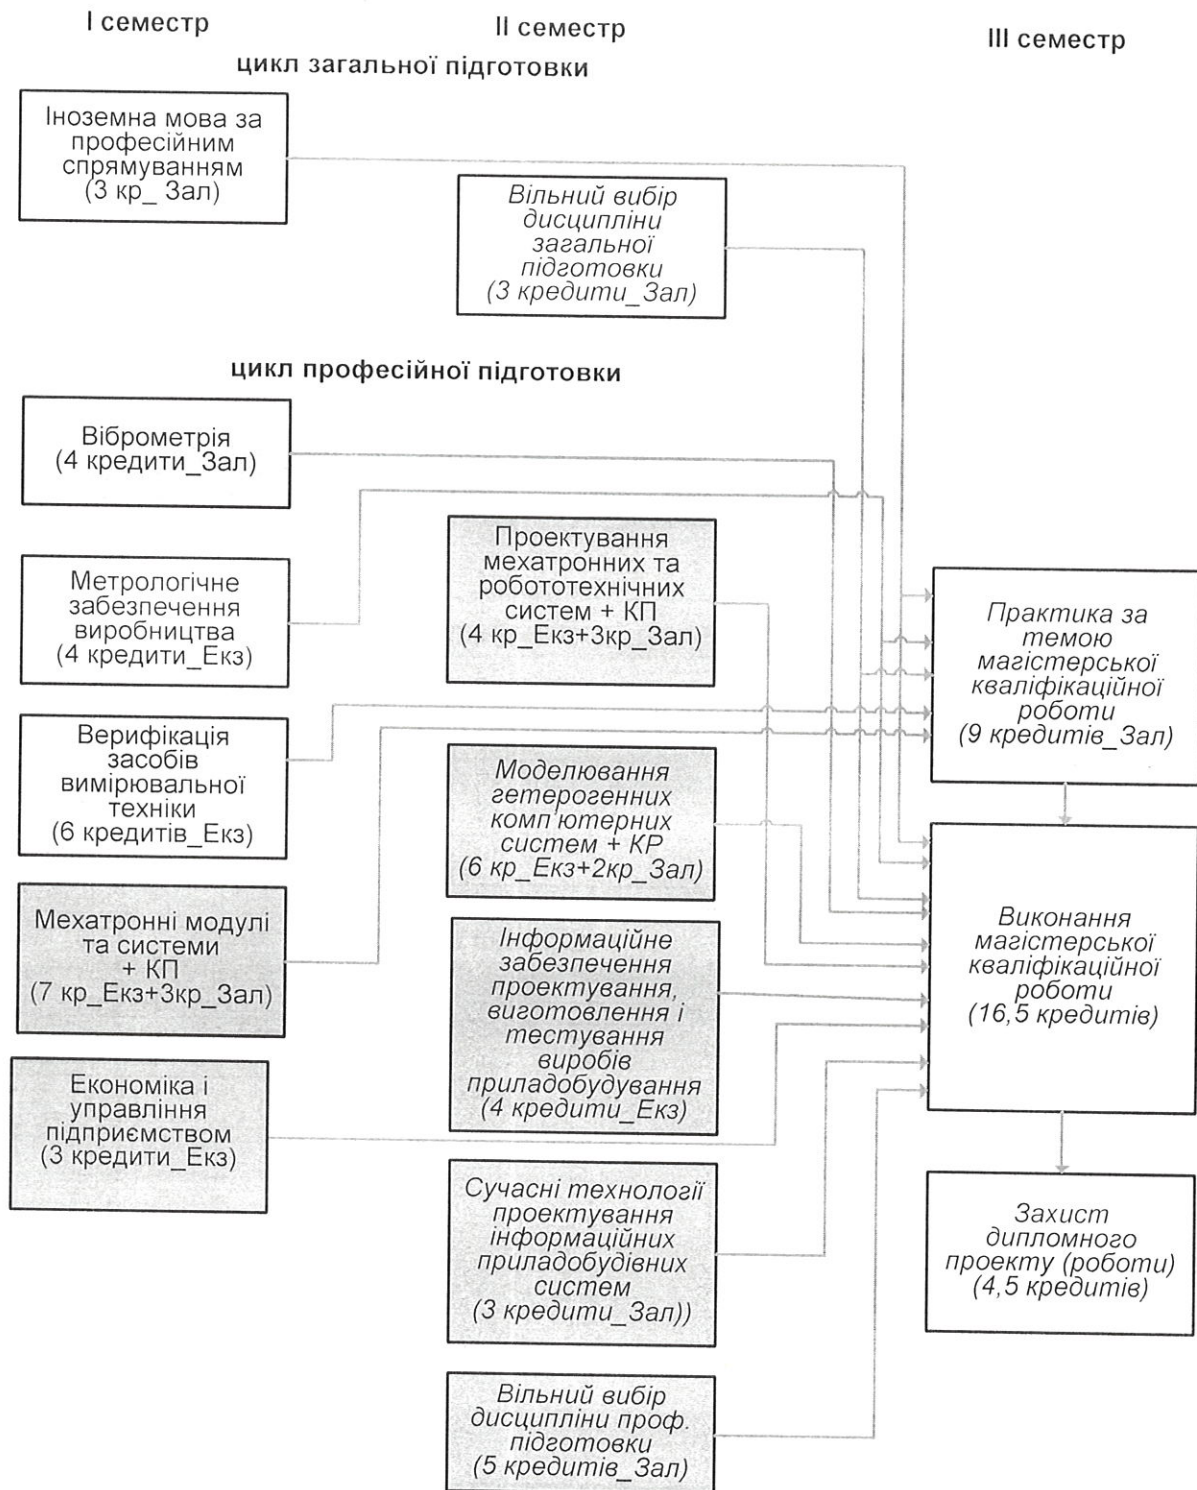 I семестр
II семестр
III семестр
цикл загальної підготовки
Іноземна мова за
професійним
спрямуванням
(3 кр_ Зал)
Вільний вибір
дисципліни
загальної
підготовки
(3 кредити_Зал)
цикл професійної підготовки
Віброметрія
(4 кредити_Зал)
Метрологічне
забезпечення
виробництва
(4 кредити_Екз)
Верифікація
засобів
вимірювальної
техніки
(6 кредитів_Екз)
Мехатронні модулі
та системи
+ КП
(7 кр_Екз+3кр_Зал)
Економіка і
управління
підприємством
(3 кредити_Екз)
Проектування
мехатронних та
робототехнічних
систем + КП
(4 кр_Екз+3кр_Зал)
Моделювання
гетерогенних
комп'ютерних
систем + КР
(6 кр_Екз+2кр_Зал)
Інформаційне
забезпечення
проектування,
виготовлення і
тестування
виробів
приладобудування
(4 кредити_Екз)
Сучасні технології
проектування
інформаційних
приладобудівних
систем
(3 кредити_Зал))
Вільний вибір
дисципліни проф.
підготовки
(5 кредитів_Зал)
Практика за
темою
магістерської
кваліфікаційної
роботи
(9 кредитів_Зал)
Виконання
магістерської
кваліфікаційної
роботи
(16,5 кредитів)
Захист
дипломного
проекту (роботи)
(4,5 кредитів)